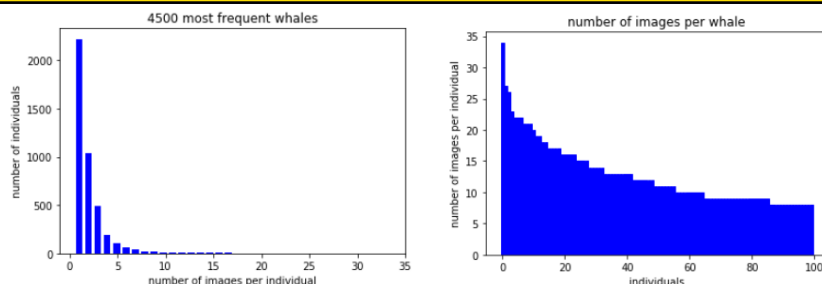 4500 most frequent whales
number of individuals
2000
1500
1000
500
0
0 5 10 15 20 25 30 35
number of images per individual
number of images per whale
number of images per individual
35
30
25
20
15
10
5
0
0 20 40 60 80 100
individuals